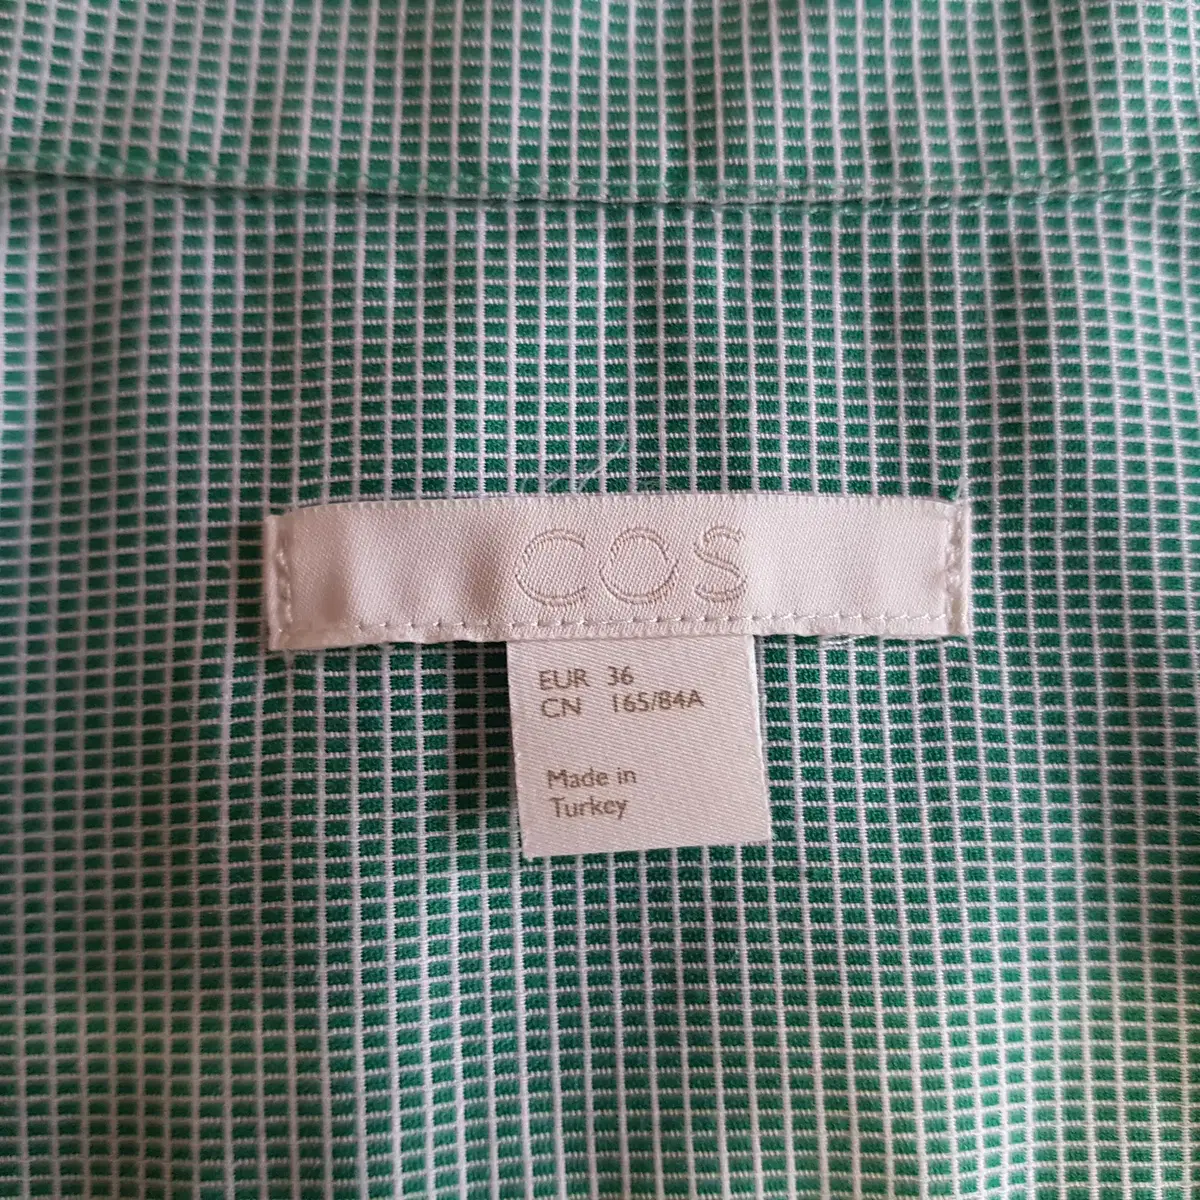 COS
EUR 36
CN 165/84A
Made in
Turkey